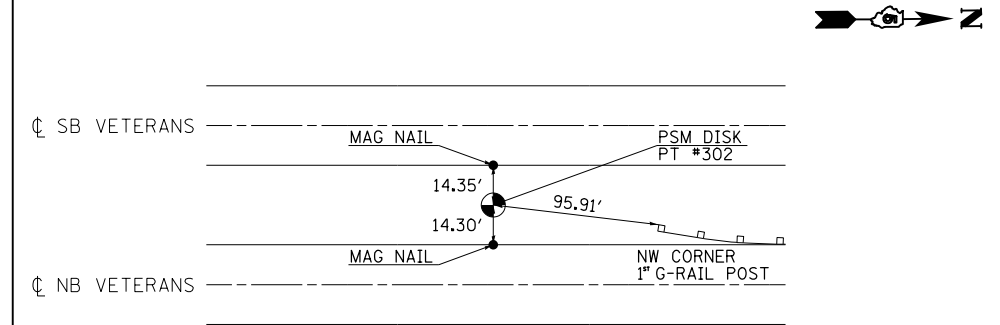 N
℄ SB VETERANS
MAG NAIL
PSM DISK
PT #302
14.35'
95.91'
14.30'
MAG NAIL
NW CORNER
1ST G-RAIL POST
℄ NB VETERANS